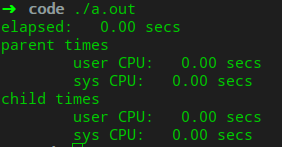 ➜ code ./a.out
elapsed: 0.00 secs
parent times
user CPU: 0.00 secs
sys CPU: 0.00 secs
child times
user CPU: 0.00 secs
sys CPU: 0.00 secs